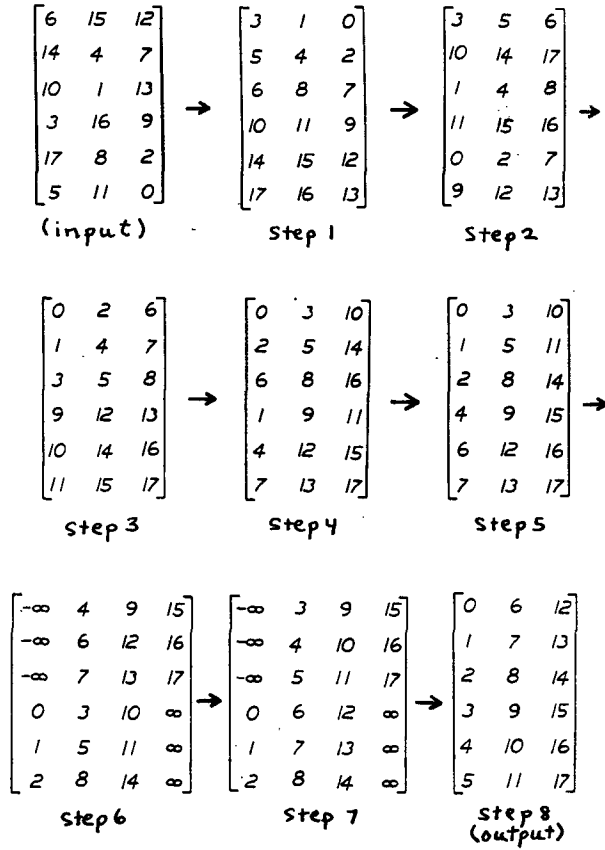 6 15 12 3 1 0 3 5 6
14 4 7 5 4 2 10 14 17
10 1 13 → 6 8 7 → 1 4 8 →
3 16 9 10 11 9 11 15 16
17 8 2 14 15 12 0 2 7
5 11 0 17 16 13 9 12 13
(input) Step 1 Step 2
0 2 6 0 3 10 0 3 10
1 4 7 2 5 14 1 5 11
3 5 8 → 6 8 16 → 2 8 14 →
9 12 13 1 9 11 4 9 15
10 14 16 4 12 15 6 12 16
11 15 17 7 13 17 7 13 17
Step 3 Step 4 Step 5
-∞ 4 9 15 -∞ 3 9 15 0 6 12
-∞ 6 12 16 -∞ 4 10 16 1 7 13
-∞ 7 13 17 → -∞ 5 11 17 → 2 8 14
0 3 10 ∞ 0 6 12 ∞ 3 9 15
1 5 11 ∞ 1 7 13 ∞ 4 10 16
2 8 14 ∞ 2 8 14 ∞ 5 11 17
Step 6 Step 7 Step 8
(output)